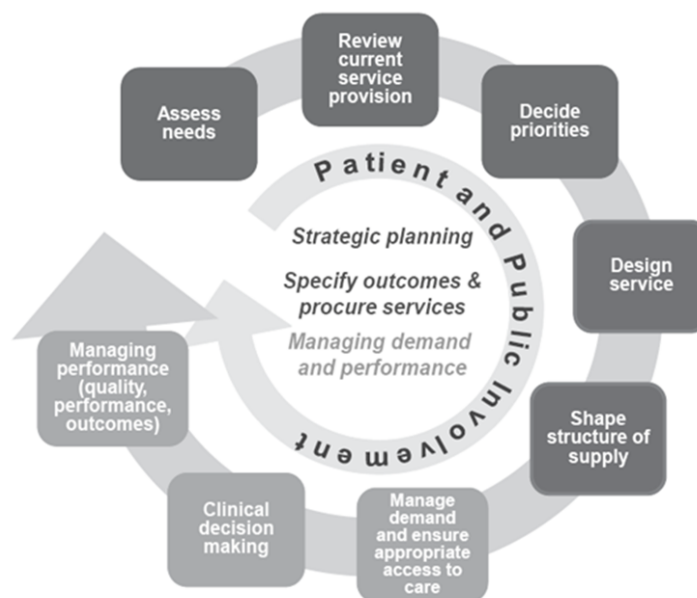 Review
current
service
provision
Assess
needs
Decide
priorities
Patient and Public Involvement
Strategic planning
Specify outcomes &
procure services
Managing demand
and performance
Design
service
Shape
structure of
supply
Manage
demand
and ensure
appropriate
access to
care
Clinical
decision
making
Managing
performance
(quality,
performance,
outcomes)